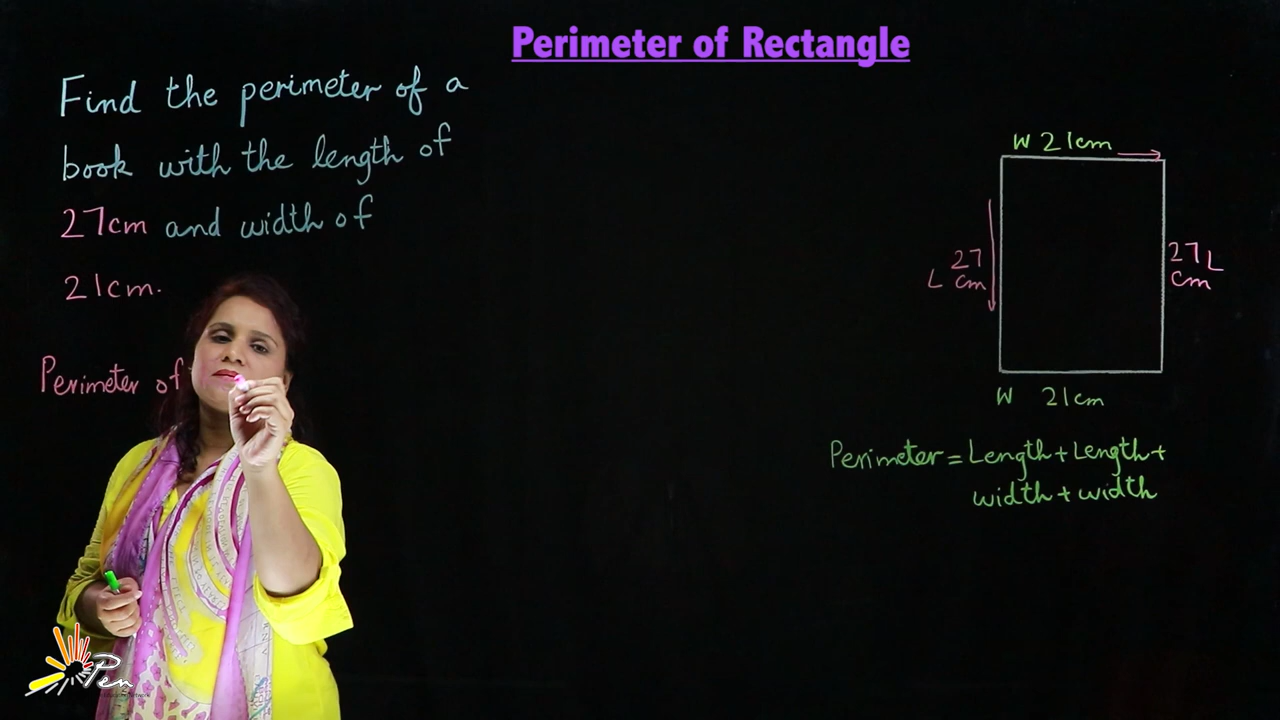 Perimeter of Rectangle
Find the perimeter of a
book with the length of
27cm and width of
21cm.
Perimeter of
W 21cm
L 27 cm
27 L
cm
W 21cm
Perimeter = Length + Length +
width + width
Pen